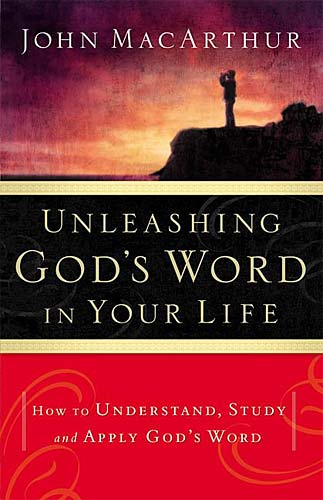 JOHN MACARTHUR
UNLEASHING
GOD'S WORD
IN YOUR LIFE
HOW TO UNDERSTAND, STUDY
and APPLY GOD'S WORD